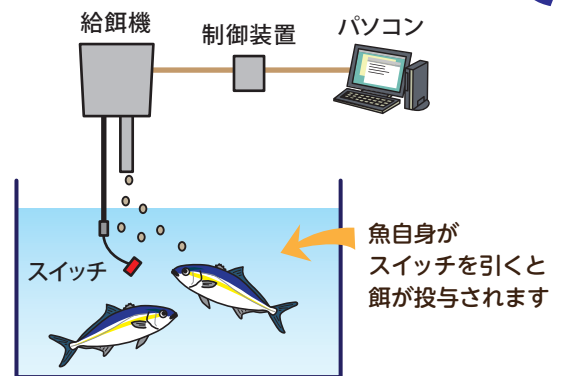 給餌機
制御装置
パソコン
スイッチ
魚自身が
スイッチを引くと
餌が投与されます